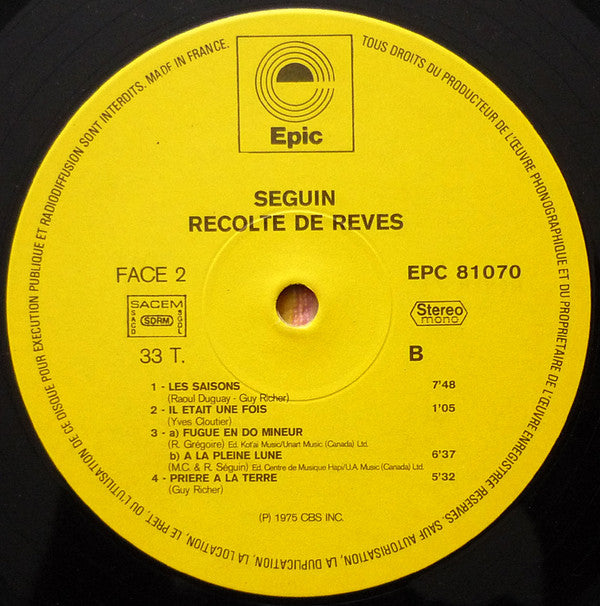 Epic
SEGUIN
RECOLTE DE REVES
FACE 2
EPC 81070
SACEM
SACD SDRM SGDL
Stereo
mono
33 T.
B
1 - LES SAISONS 7'48
(Raoul Duguay - Guy Richer)
2 - IL ETAIT UNE FOIS 1'05
(Yves Cloutier)
3 - a) FUGUE EN DO MINEUR
(R. Grégoire) Ed. Kot'ai Music/Unart Music (Canada) Ltd.
b) A LA PLEINE LUNE 6'37
(M.C. & R. Séguin) Ed. Centre de Musique Hapi/U.A. Music (Canada) Ltd.
4 - PRIERE A LA TERRE 5'32
(Guy Richer)
(P) 1975 CBS INC.
TOUS DROITS DU PRODUCTEUR DE L'ŒUVRE PHONOGRAPHIQUE ET DU PROPRIETAIRE DE L'ŒUVRE ENREGISTREE RESERVES. SAUF AUTORISATION, LA DUPLICATION, LA LOCATION, LE PRET, OU L'UTILISATION DE CE DISQUE POUR EXECUTION PUBLIQUE ET RADIODIFFUSION SONT INTERDITS. MADE IN FRANCE.